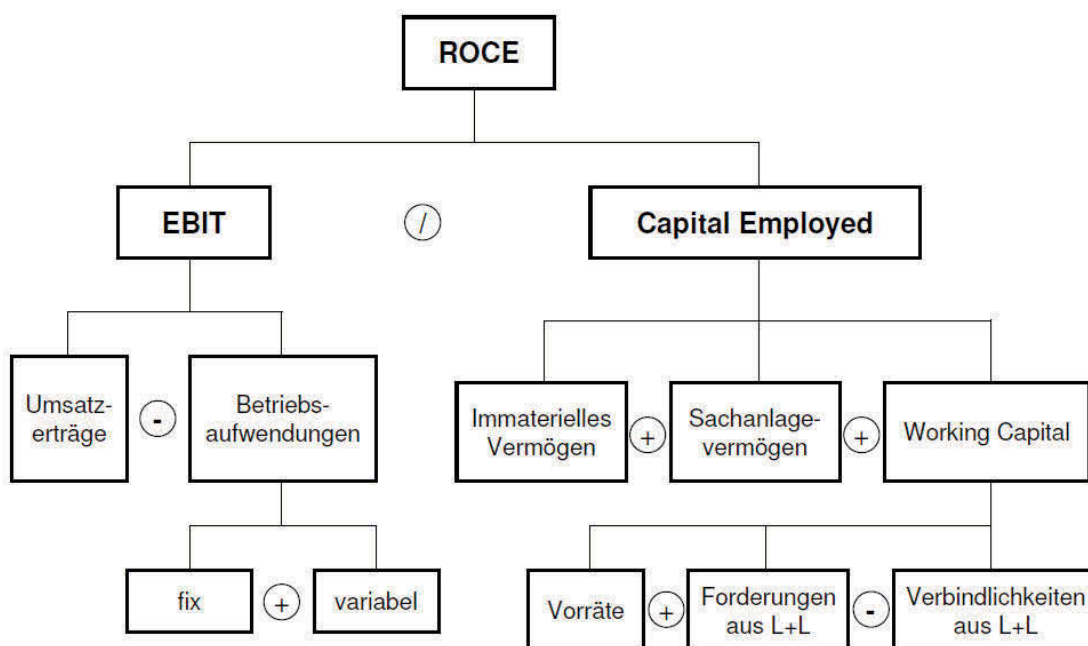 ROCE
EBIT
/
Capital Employed
Umsatz-
erträge
-
Betriebs-
aufwendungen
Immaterielles
Vermögen
+
Sachanlage-
vermögen
+
Working Capital
fix
+
variabel
Vorräte
+
Forderungen
aus L+L
-
Verbindlichkeiten
aus L+L